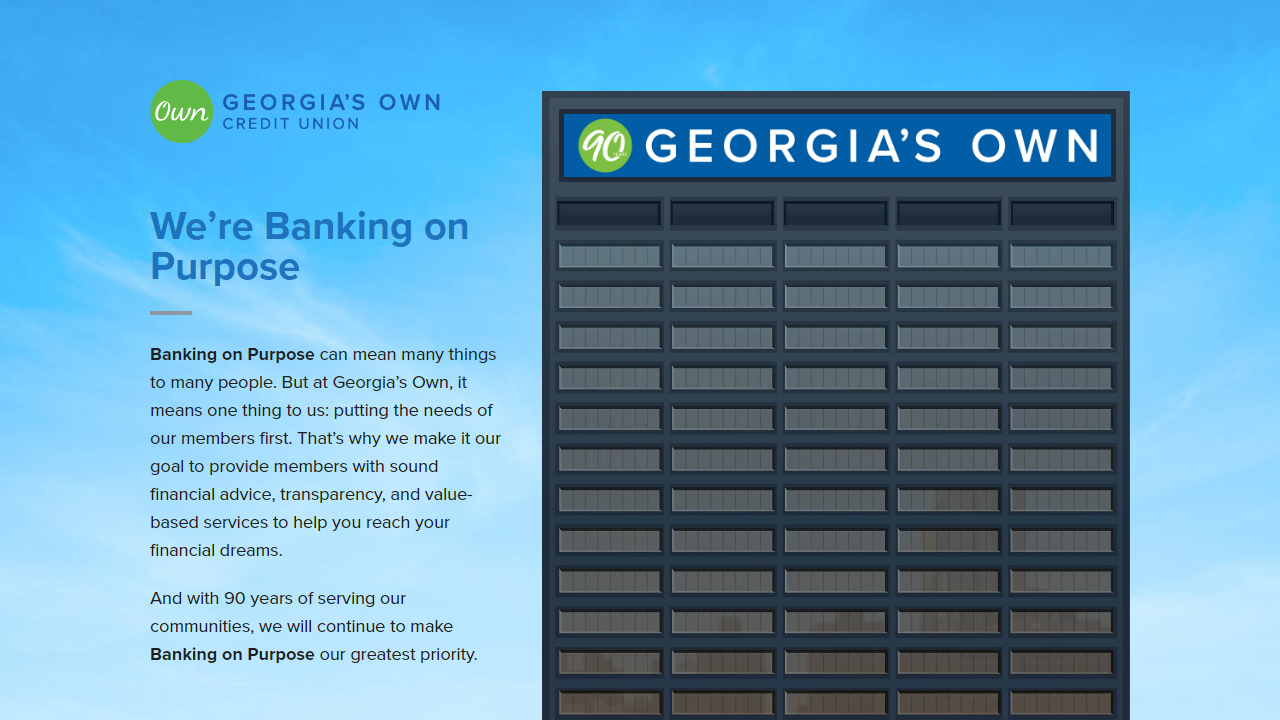 Own
GEORGIA’S OWN
CREDIT UNION
We’re Banking on
Purpose
Banking on Purpose can mean many things
to many people. But at Georgia’s Own, it
means one thing to us: putting the needs of
our members first. That’s why we make it our
goal to provide members with sound
financial advice, transparency, and value-
based services to help you reach your
financial dreams.
And with 90 years of serving our
communities, we will continue to make
Banking on Purpose our greatest priority.
90 GEORGIA’S OWN